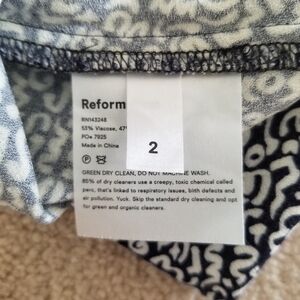 Reform
RN143248
53% Viscose, 47
PO# 7925
Made in China
2
GREEN DRY CLEAN, DO NOT MACHINE WASH.
85% of dry cleaners use a creepy, toxic chemical called
perc, that's linked to respiratory irritation, birth defects and
air pollution. Yuck. Skip the standard dry cleaning and opt
for green and organic cleaners.